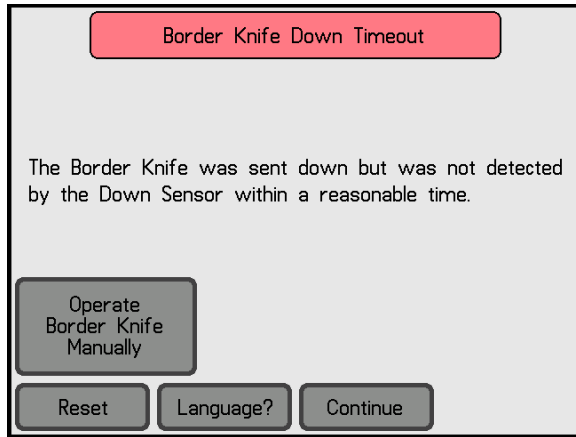 Border Knife Down Timeout
The Border Knife was sent down but was not detected
by the Down Sensor within a reasonable time.
Operate
Border Knife
Manually
Reset
Language?
Continue